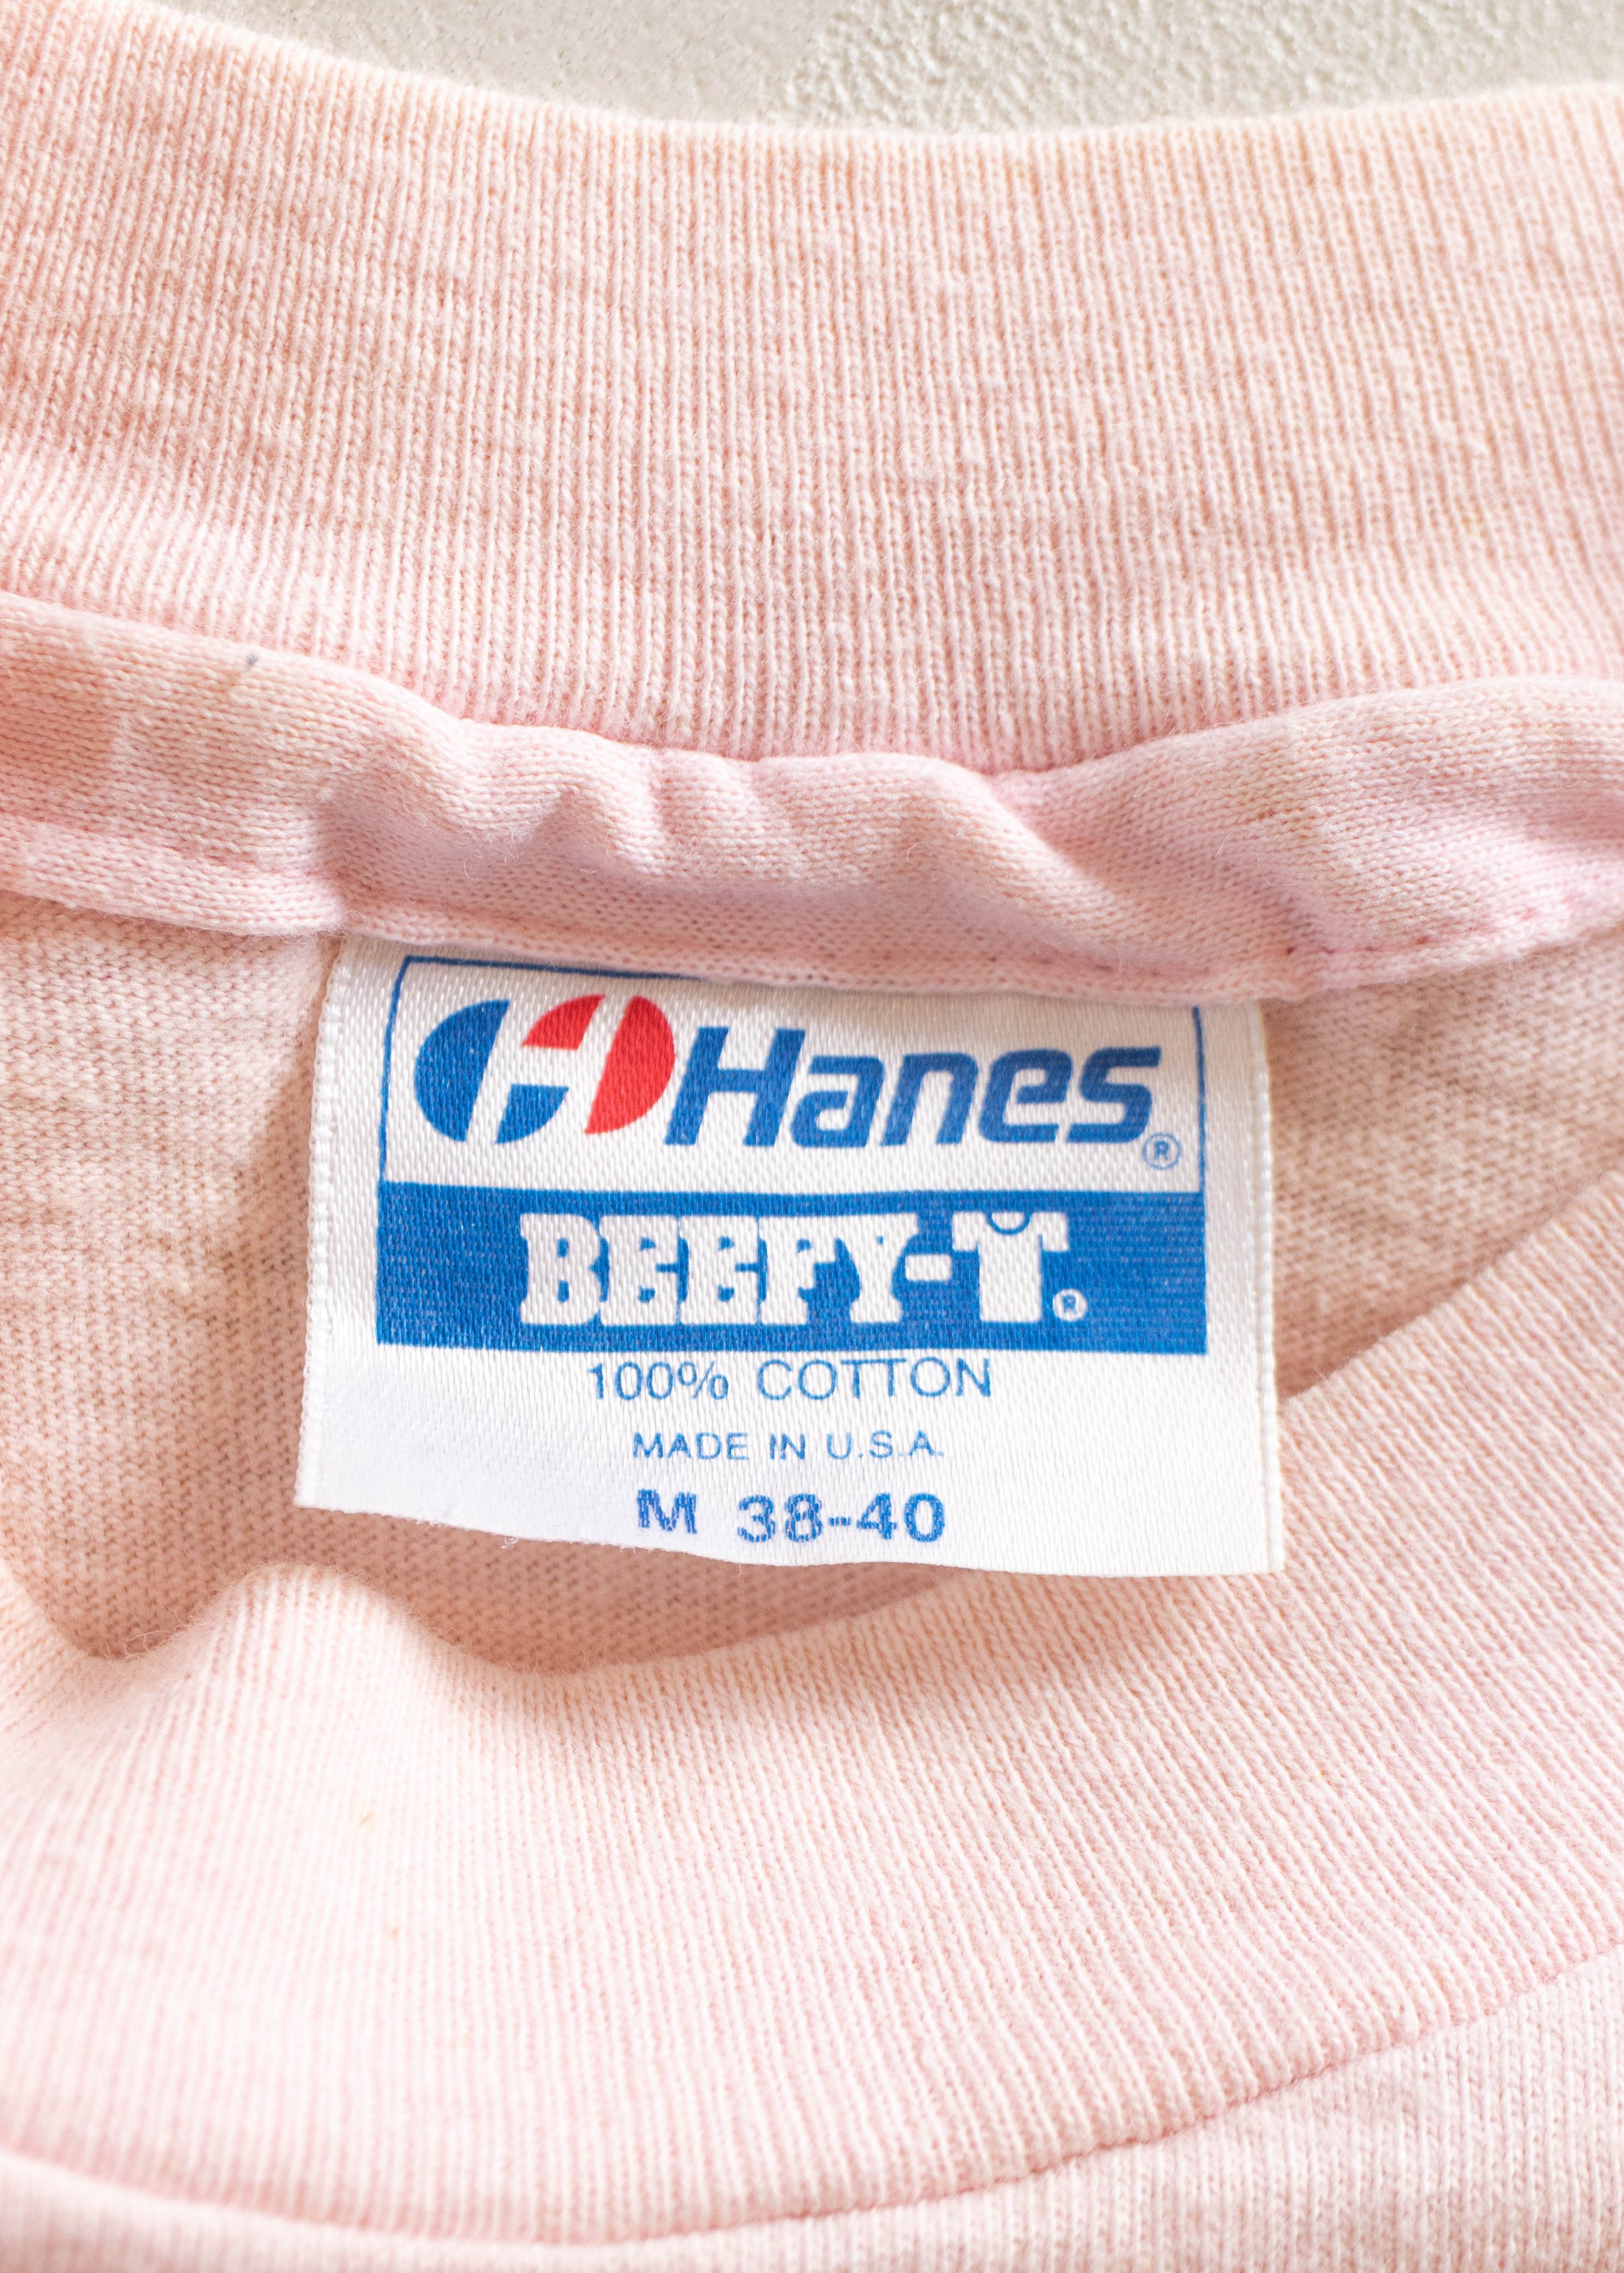 Hanes®
BEEFY-T®
100% COTTON
MADE IN U.S.A.
M 38-40